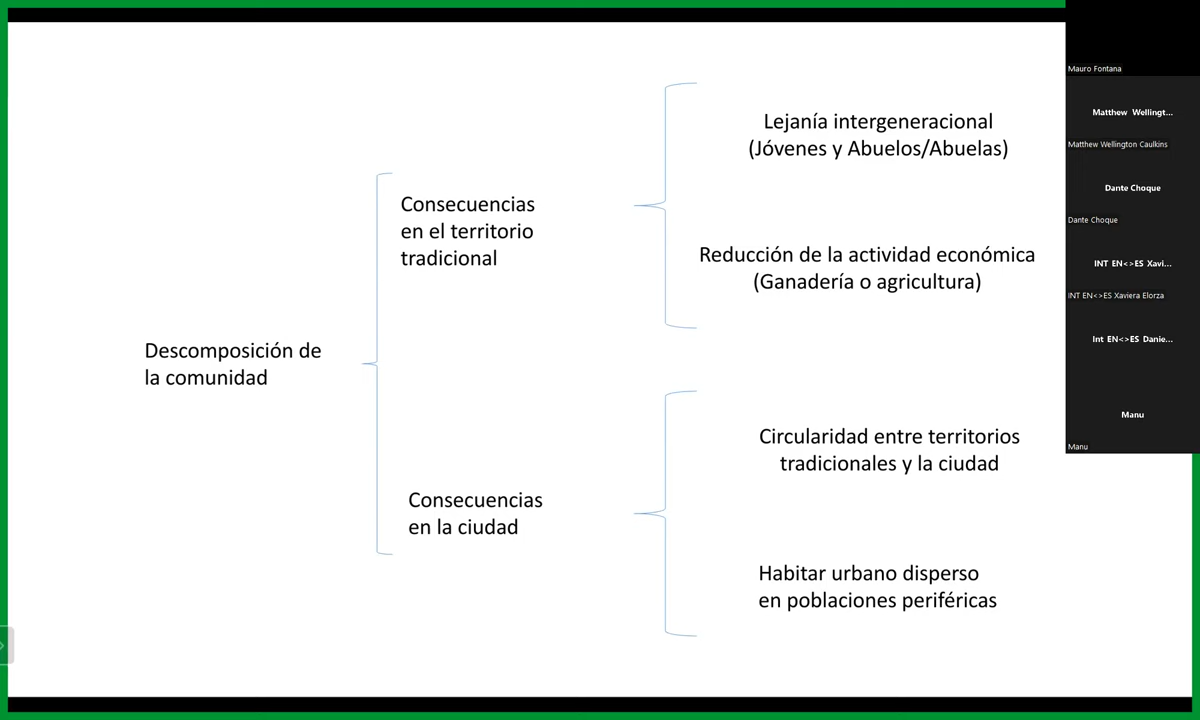 Lejanía intergeneracional
(Jóvenes y Abuelos/Abuelas)
Consecuencias
en el territorio
tradicional
Reducción de la actividad económica
(Ganadería o agricultura)
Descomposición de
la comunidad
Circularidad entre territorios
tradicionales y la ciudad
Consecuencias
en la ciudad
Habitar urbano disperso
en poblaciones periféricas
Mauro Fontana
Matthew Wellingt...
Matthew Wellington Caulkins
Dante Choque
Dante Choque
INT EN<>ES Xavi...
INT EN<>ES Xaviera Elorza
Int EN<>ES Danie...
Manu
Manu